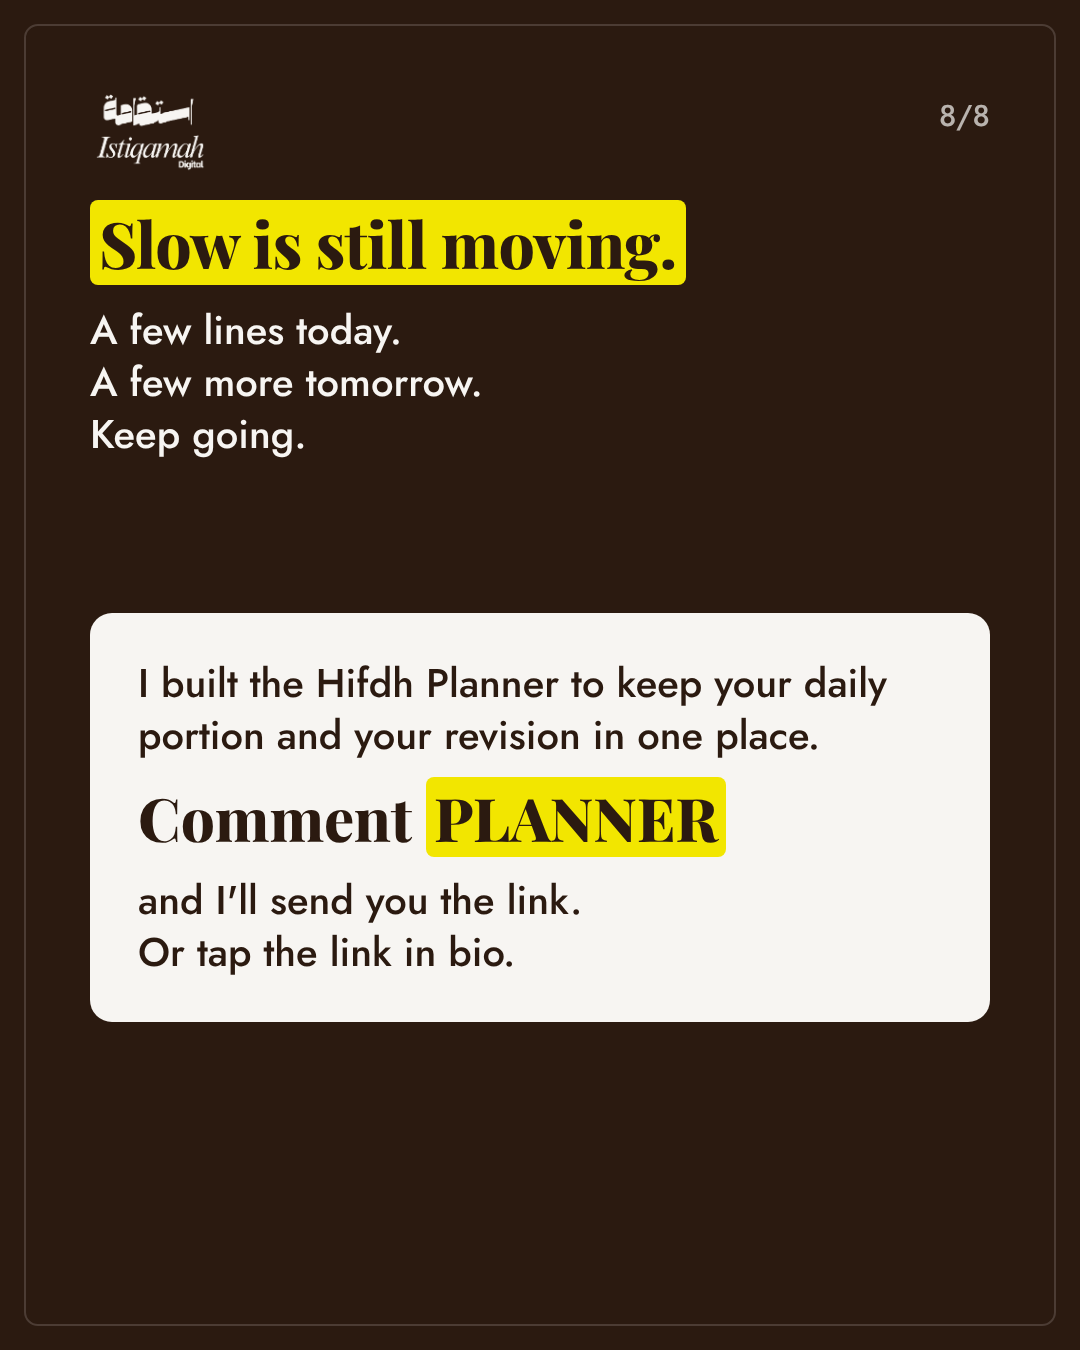 استقامة
Istiqamah
Digital
8/8
Slow is still moving.
A few lines today.
A few more tomorrow.
Keep going.
I built the Hifdh Planner to keep your daily
portion and your revision in one place.
Comment PLANNER
and I'll send you the link.
Or tap the link in bio.